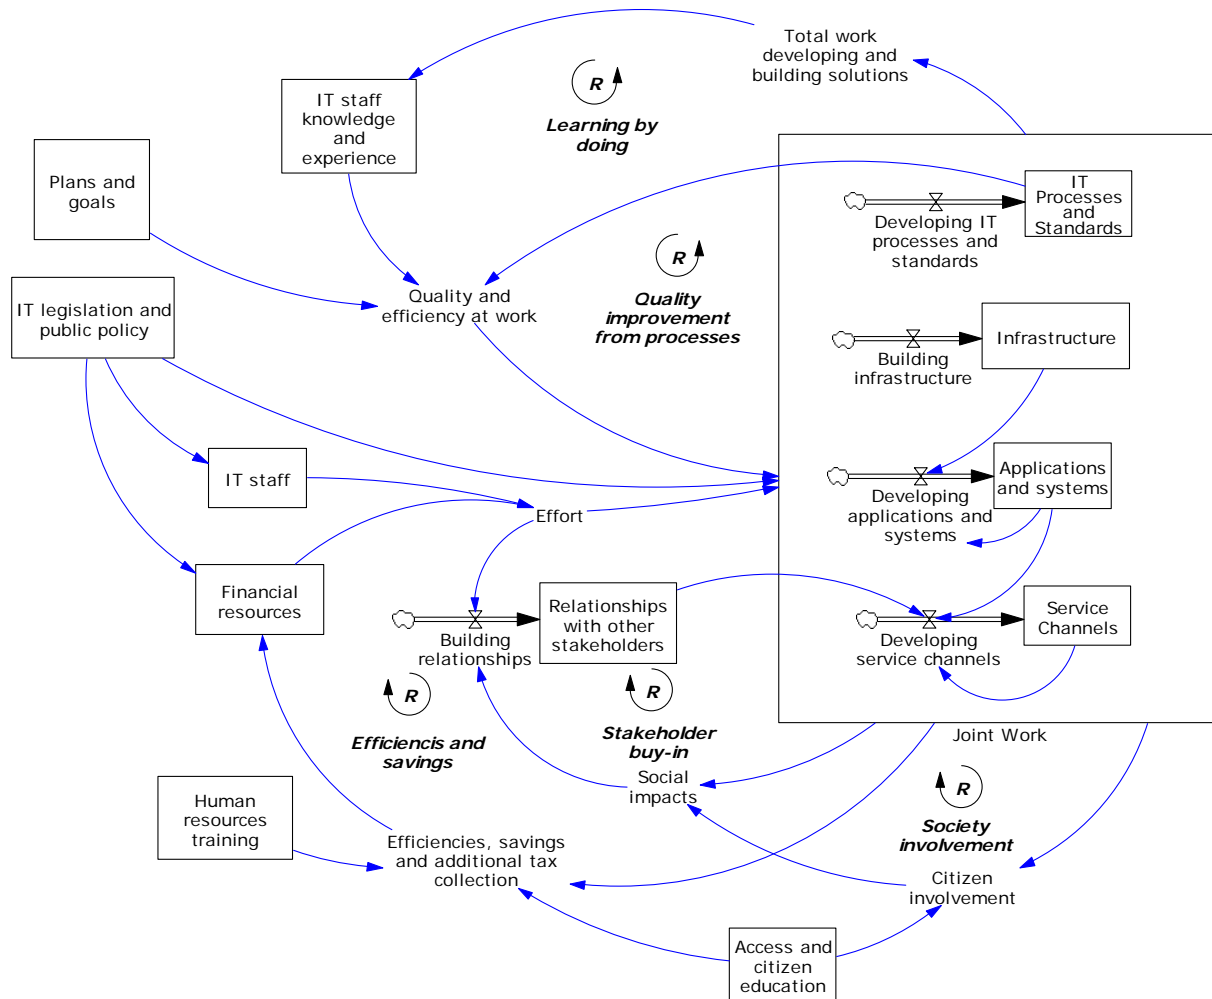 Total work
developing and
building solutions
IT staff
knowledge
and
experience
R
Learning by
doing
Plans and
goals
IT
Processes
and
Standards
Developing IT
processes and
standards
R
Quality
improvement
from processes
Quality and
efficiency at work
IT legislation and
public policy
Infrastructure
Building
infrastructure
IT staff
Applications
and systems
Developing
applications and
systems
Effort
Financial
resources
Relationships
with other
stakeholders
Building
relationships
Service
Channels
Developing
service channels
R
Efficiencis and
savings
R
Stakeholder
buy-in
Joint Work
Social
impacts
R
Society
involvement
Human
resources
training
Efficiencies, savings
and additional tax
collection
Citizen
involvement
Access and
citizen
education